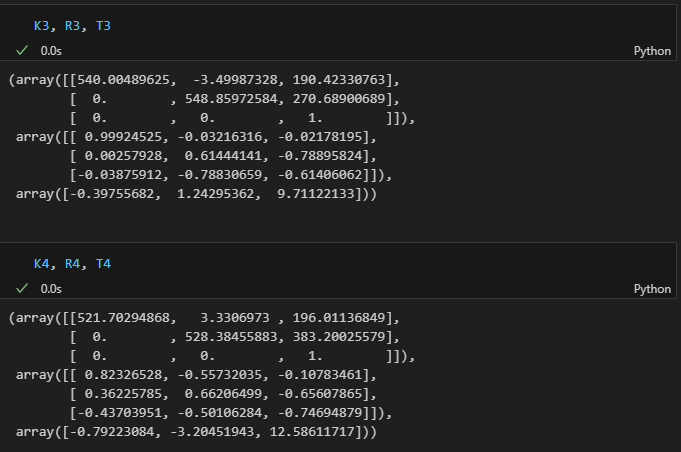 K3, R3, T3
✓ 0.0s Python
(array([[540.00489625,  -3.49987328, 190.42330763],
        [  0.        , 548.85972584, 270.68900689],
        [  0.        ,   0.        ,   1.        ]]),
 array([[ 0.99924525, -0.03216316, -0.02178195],
        [ 0.00257928,  0.61444141, -0.78895824],
        [-0.03875912, -0.78830659, -0.61406062]]),
 array([-0.39755682,  1.24295362,  9.71122133]))
K4, R4, T4
✓ 0.0s Python
(array([[521.70294868,   3.3306973 , 196.01136849],
        [  0.        , 528.38455883, 383.20025579],
        [  0.        ,   0.        ,   1.        ]]),
 array([[ 0.82326528, -0.55732035, -0.10783461],
        [ 0.36225785,  0.66206499, -0.65607865],
        [-0.43703951, -0.50106284, -0.74694879]]),
 array([-0.79223084, -3.20451943, 12.58611717]))